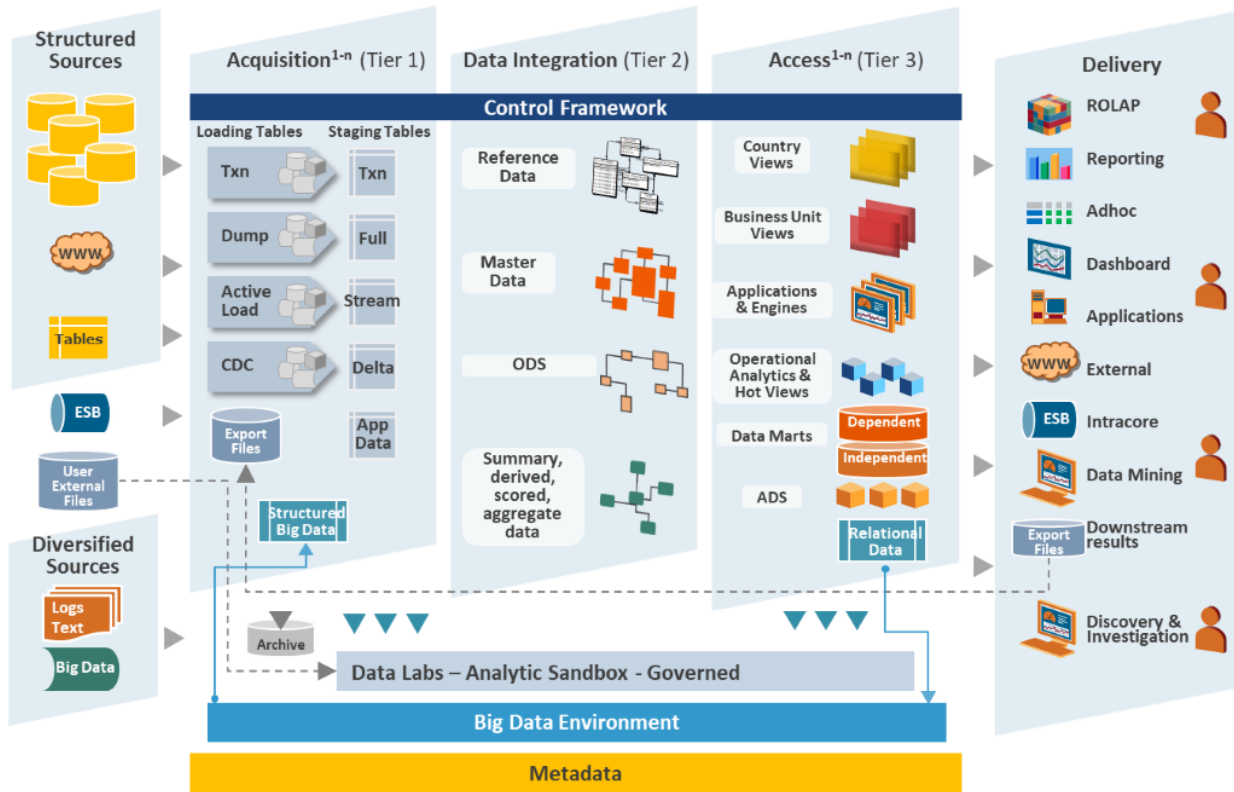 Structured
Sources
WWW
Tables
ESB
User
External
Files
Diversified
Sources
Logs
Text
Big Data
Acquisition1-n (Tier 1)
Data Integration (Tier 2)
Access1-n (Tier 3)
Control Framework
Loading Tables
Staging Tables
Txn
Txn
Dump
Full
Active
Load
Stream
CDC
Delta
Export
Files
App
Data
Structured
Big Data
Archive
Reference
Data
Master
Data
ODS
Summary,
derived,
scored,
aggregate
data
Country
Views
Business Unit
Views
Applications
& Engines
Operational
Analytics &
Hot Views
Data Marts
Dependent
Independent
ADS
Relational
Data
Data Labs – Analytic Sandbox - Governed
Big Data Environment
Metadata
Delivery
ROLAP
Reporting
Adhoc
Dashboard
Applications
WWW
External
ESB
Intracore
Data Mining
Export
Files
Downstream
results
Discovery &
Investigation